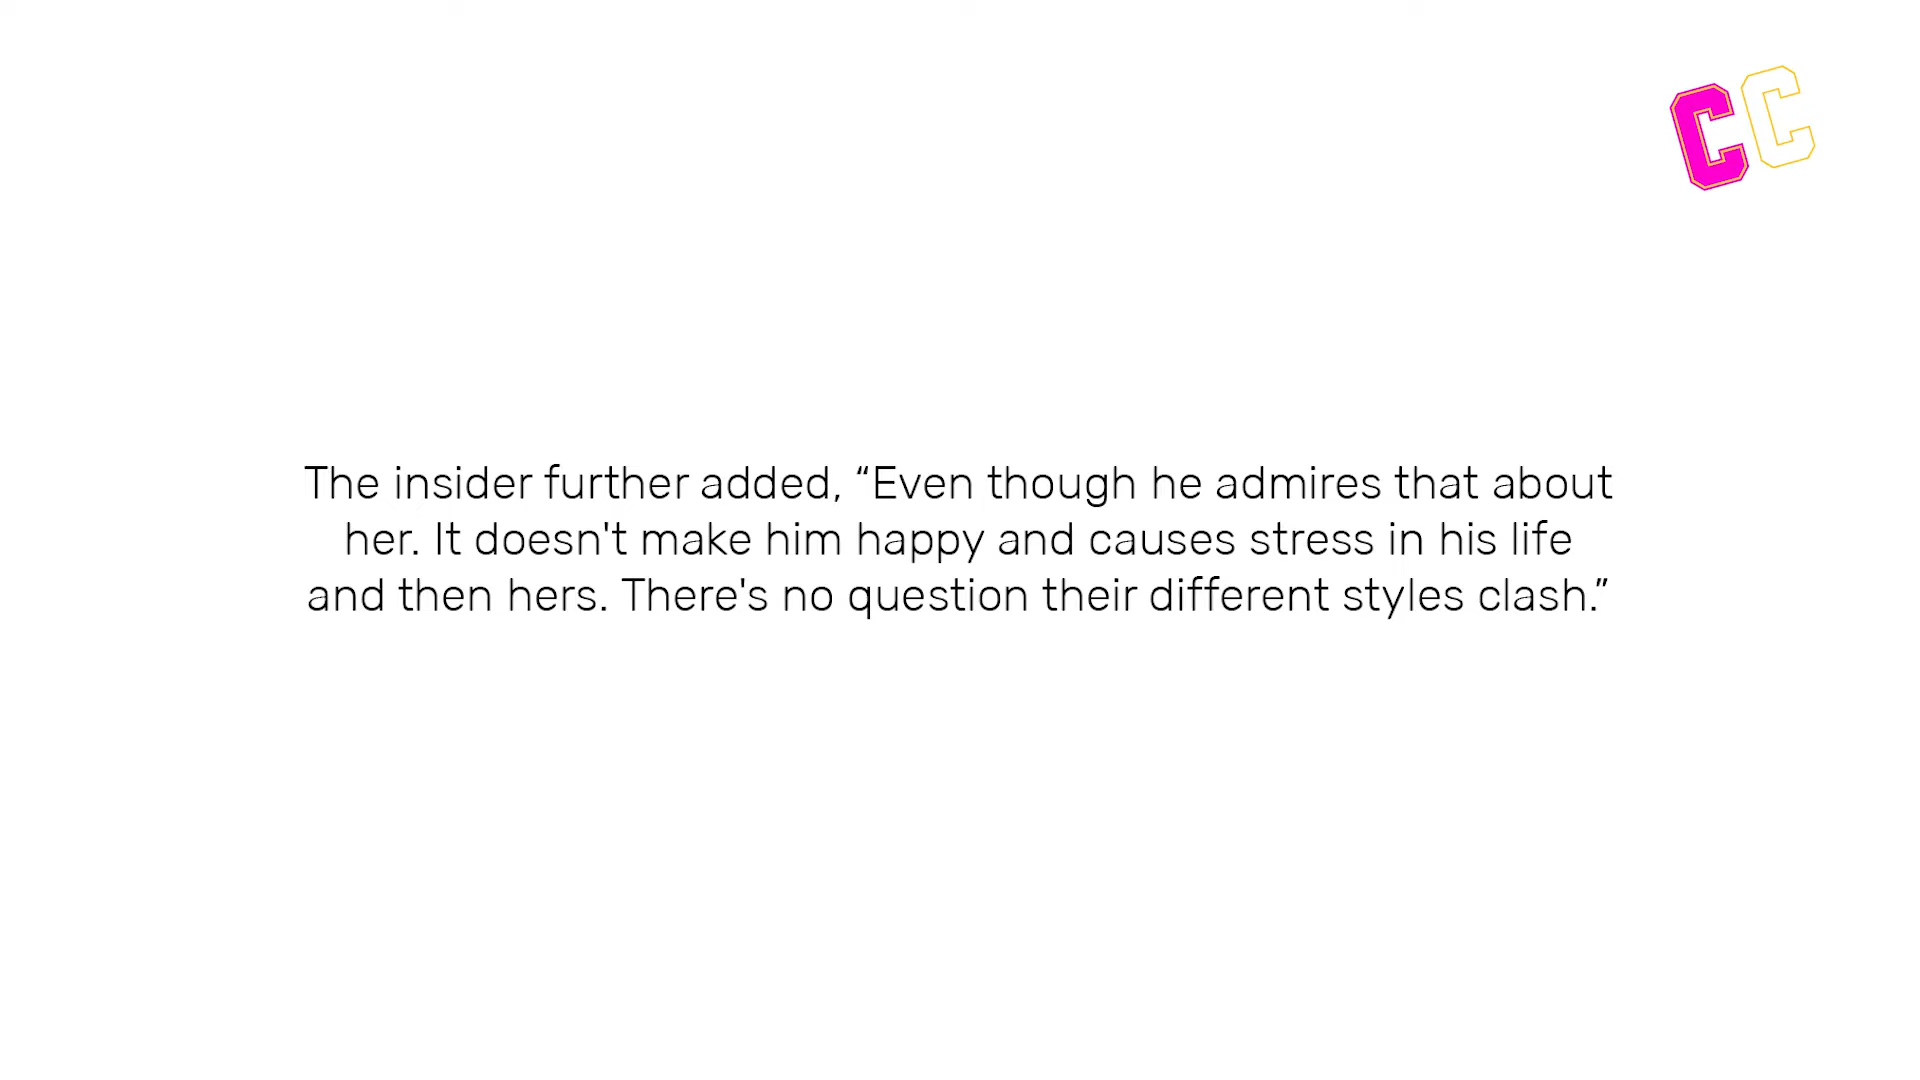 CC
The insider further added, “Even though he admires that about
her. It doesn't make him happy and causes stress in his life
and then hers. There's no question their different styles clash.”